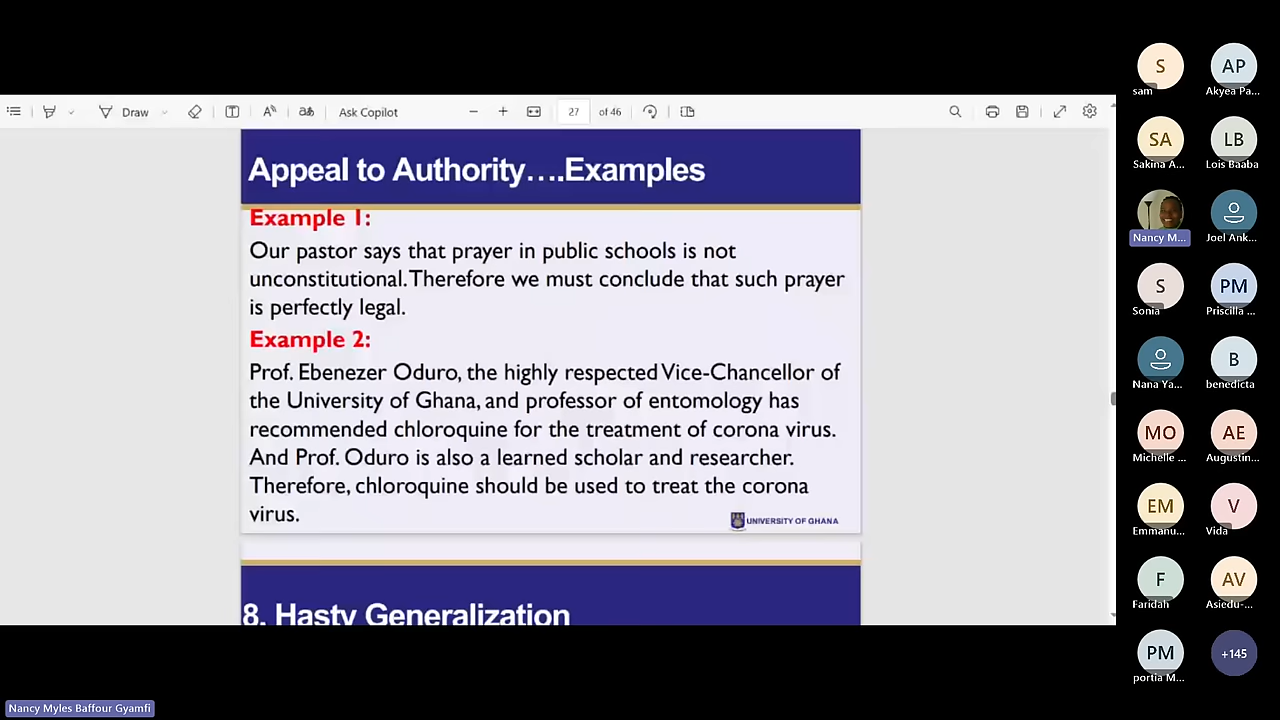 Draw
Ask Copilot
27 of 46
Appeal to Authority….Examples
Example 1:
Our pastor says that prayer in public schools is not
unconstitutional. Therefore we must conclude that such prayer
is perfectly legal.
Example 2:
Prof. Ebenezer Oduro, the highly respected Vice-Chancellor of
the University of Ghana, and professor of entomology has
recommended chloroquine for the treatment of corona virus.
And Prof. Oduro is also a learned scholar and researcher.
Therefore, chloroquine should be used to treat the corona
virus.
UNIVERSITY OF GHANA
8. Hasty Generalization
S
sam
AP
Akyea Pa...
SA
Sakina A...
LB
Lois Baaba
Nancy M...
Joel Ank...
S
Sonia
PM
Priscilla ...
Nana Ya...
B
benedicta
MO
Michelle ...
AE
Augustin...
EM
Emmanu...
V
Vida
F
Faridah
AV
Asiedu-...
PM
portia M...
+145
Nancy Myles Baffour Gyamfi